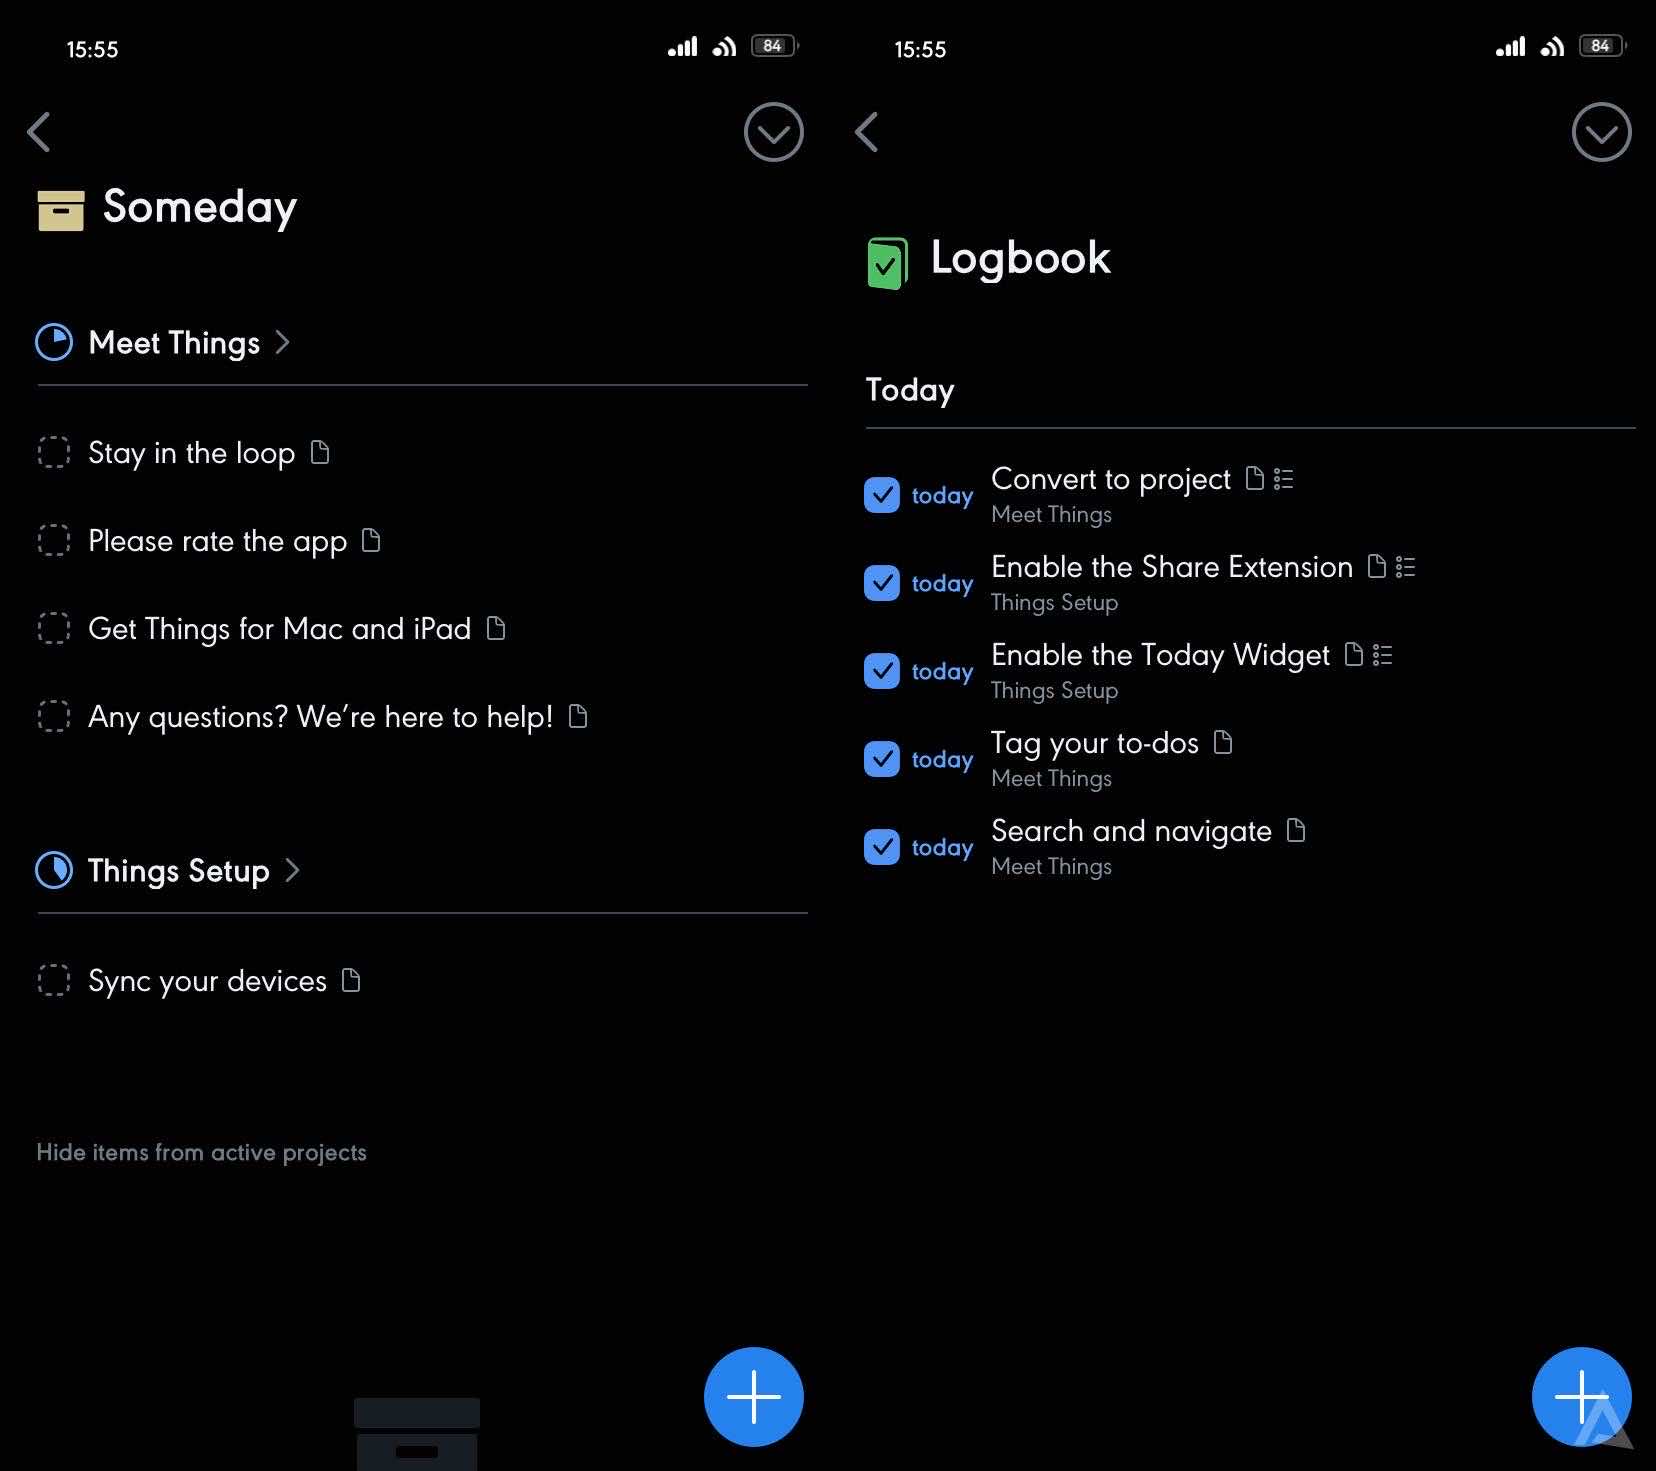 15:55
84
Someday
Meet Things
Stay in the loop
Please rate the app
Get Things for Mac and iPad
Any questions? We’re here to help!
Things Setup
Sync your devices
Hide items from active projects
15:55
84
Logbook
Today
today Convert to project
Meet Things
today Enable the Share Extension
Things Setup
today Enable the Today Widget
Things Setup
today Tag your to-dos
Meet Things
today Search and navigate
Meet Things